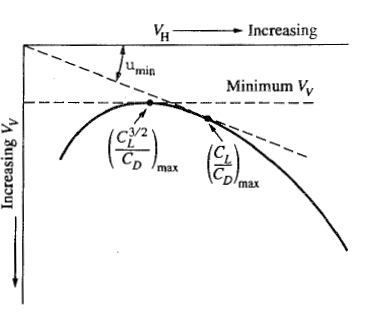 V_H → Increasing
u_min
Minimum V_V
(C_L^{3/2} / C_D)_max
(C_L / C_D)_max
Increasing V_V